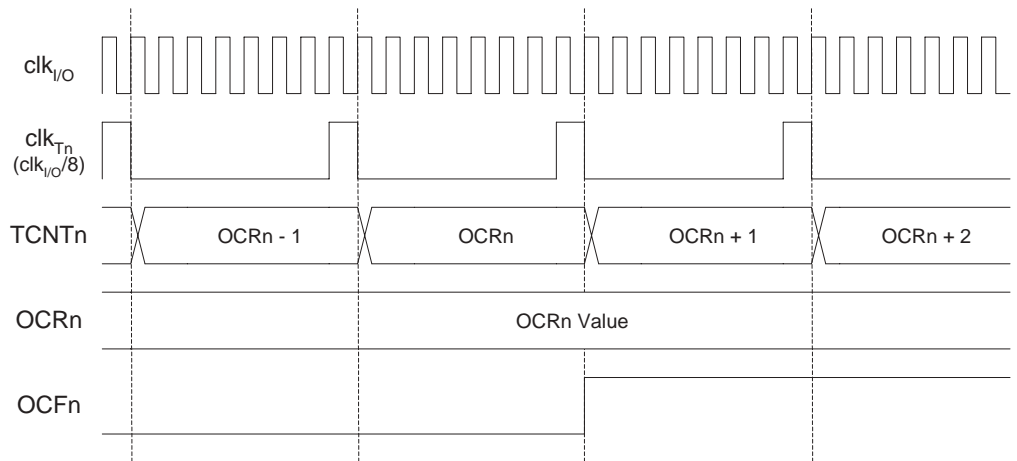 clkI/O
clkTn
(clkI/O/8)
TCNTn
OCRn - 1
OCRn
OCRn + 1
OCRn + 2
OCRn
OCRn Value
OCFn